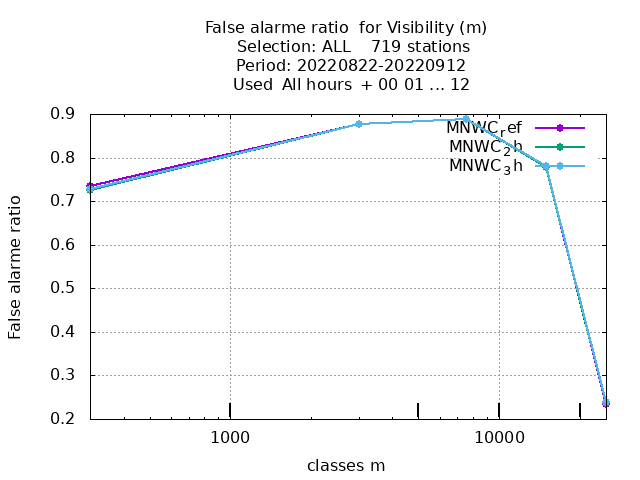 False alarme ratio for Visibility (m)
Selection: ALL 719 stations
Period: 20220822-20220912
Used All hours + 00 01 ... 12
MNWC_ref
MNWC_2h
MNWC_3h
0.9
0.8
0.7
0.6
0.5
0.4
0.3
0.2
False alarme ratio
1000 10000
classes m